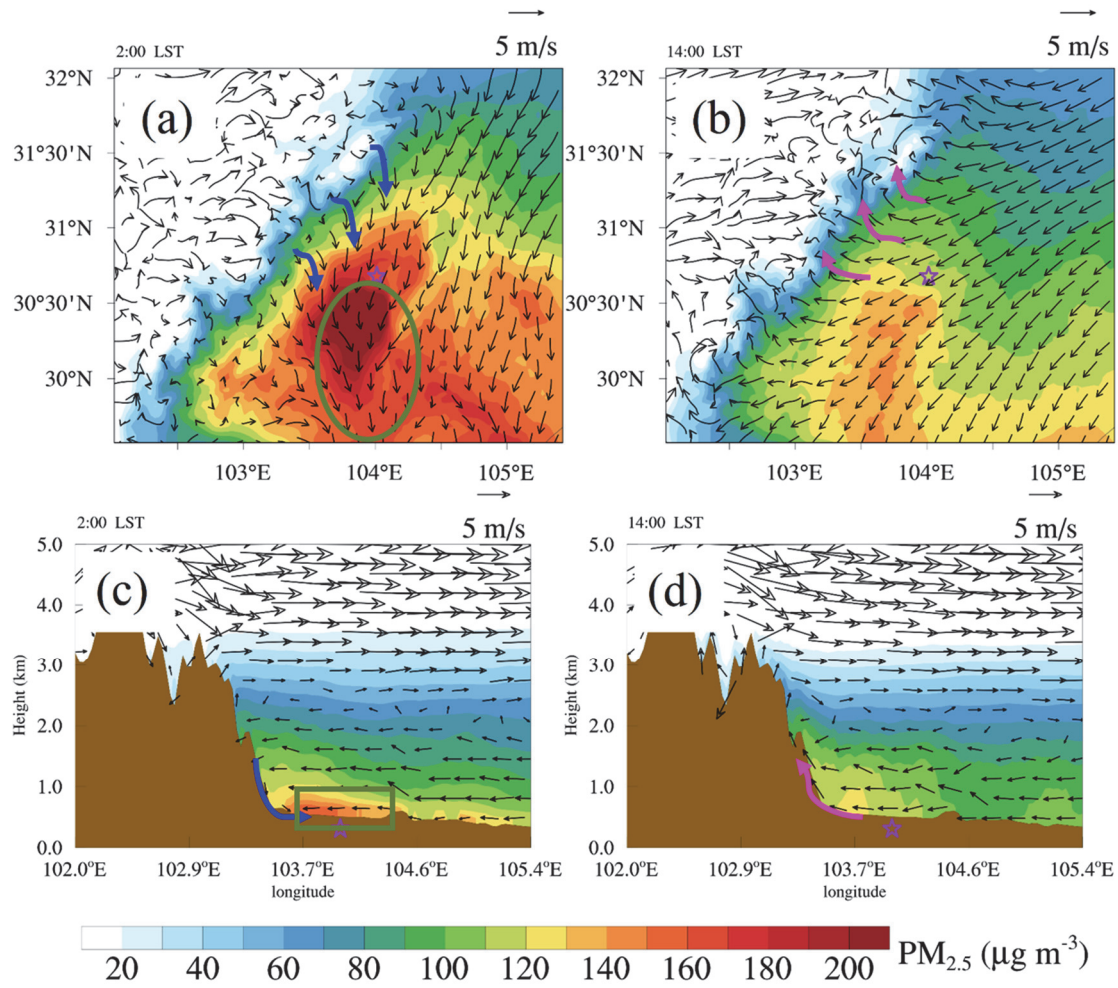 5 m/s
2:00 LST
(a)
32°N
31°30'N
31°N
30°30'N
30°N
103°E 104°E 105°E
5 m/s
14:00 LST
(b)
32°N
31°30'N
31°N
30°30'N
30°N
103°E 104°E 105°E
5 m/s
2:00 LST
(c)
Height (km)
5.0
4.0
3.0
2.0
1.0
0.0
102.0°E 102.9°E 103.7°E 104.6°E 105.4°E
longitude
5 m/s
14:00 LST
(d)
Height (km)
5.0
4.0
3.0
2.0
1.0
0.0
102.0°E 102.9°E 103.7°E 104.6°E 105.4°E
longitude
20 40 60 80 100 120 140 160 180 200 PM2.5 (μg m-3)